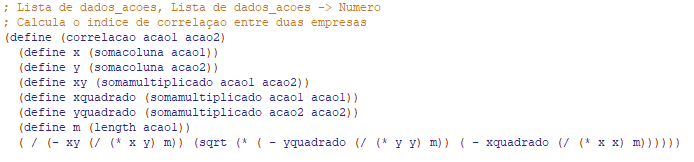 ; Lista de dados_acoes, Lista de dados_acoes -> Numero
; Calcula o indice de correlaçao entre duas empresas
(define (correlacao acao1 acao2)
(define x (somacoluna acao1))
(define y (somacoluna acao2))
(define xy (somamultiplicado acao1 acao2))
(define xquadrado (somamultiplicado acao1 acao1))
(define yquadrado (somamultiplicado acao2 acao2))
(define m (length acao1))
( / (- xy (/ (* x y) m)) (sqrt (* ( - yquadrado (/ (* y y) m)) ( - xquadrado (/ (* x x) m))))))